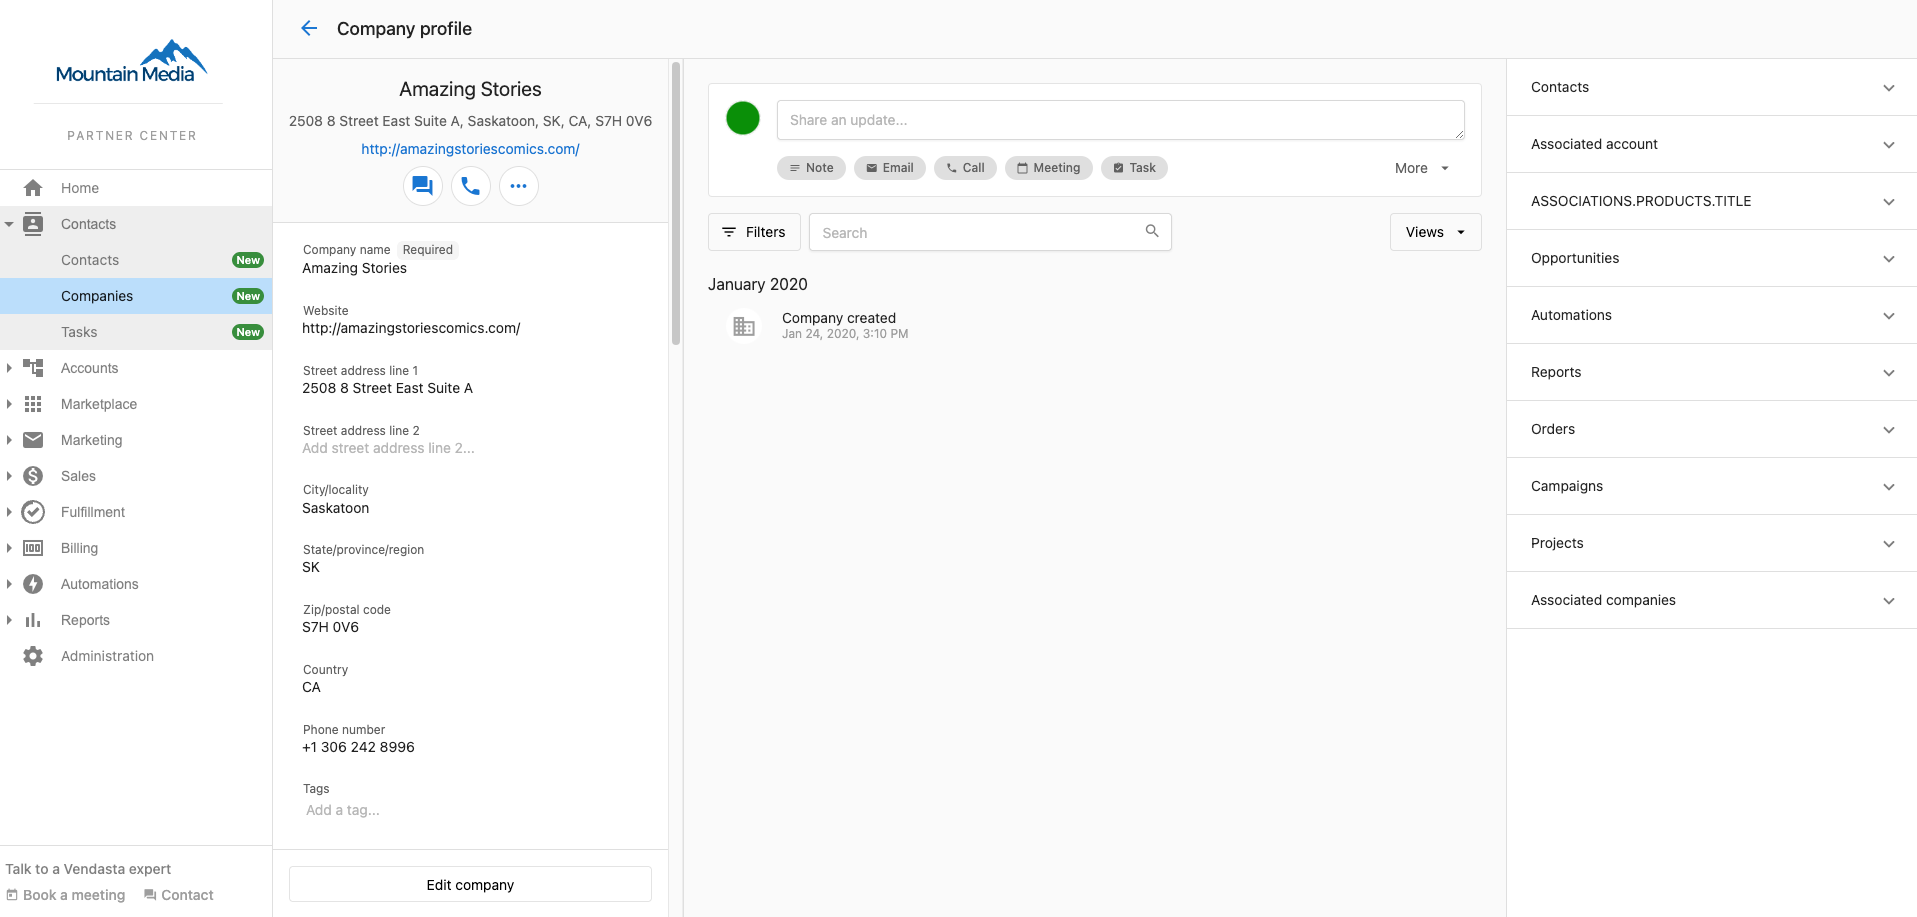 Mountain Media
PARTNER CENTER
Home
Contacts
Contacts New
Companies New
Tasks New
Accounts
Marketplace
Marketing
Sales
Fulfillment
Billing
Automations
Reports
Administration
Talk to a Vendasta expert
Book a meeting Contact
Company profile
Amazing Stories
2508 8 Street East Suite A, Saskatoon, SK, CA, S7H 0V6
http://amazingstoriescomics.com/
Company name Required
Amazing Stories
Website
http://amazingstoriescomics.com/
Street address line 1
2508 8 Street East Suite A
Street address line 2
Add street address line 2...
City/locality
Saskatoon
State/province/region
SK
Zip/postal code
S7H 0V6
Country
CA
Phone number
+1 306 242 8996
Tags
Add a tag...
Edit company
Share an update...
Note Email Call Meeting Task More
Filters Search Views
January 2020
Company created
Jan 24, 2020, 3:10 PM
Contacts
Associated account
ASSOCIATIONS.PRODUCTS.TITLE
Opportunities
Automations
Reports
Orders
Campaigns
Projects
Associated companies